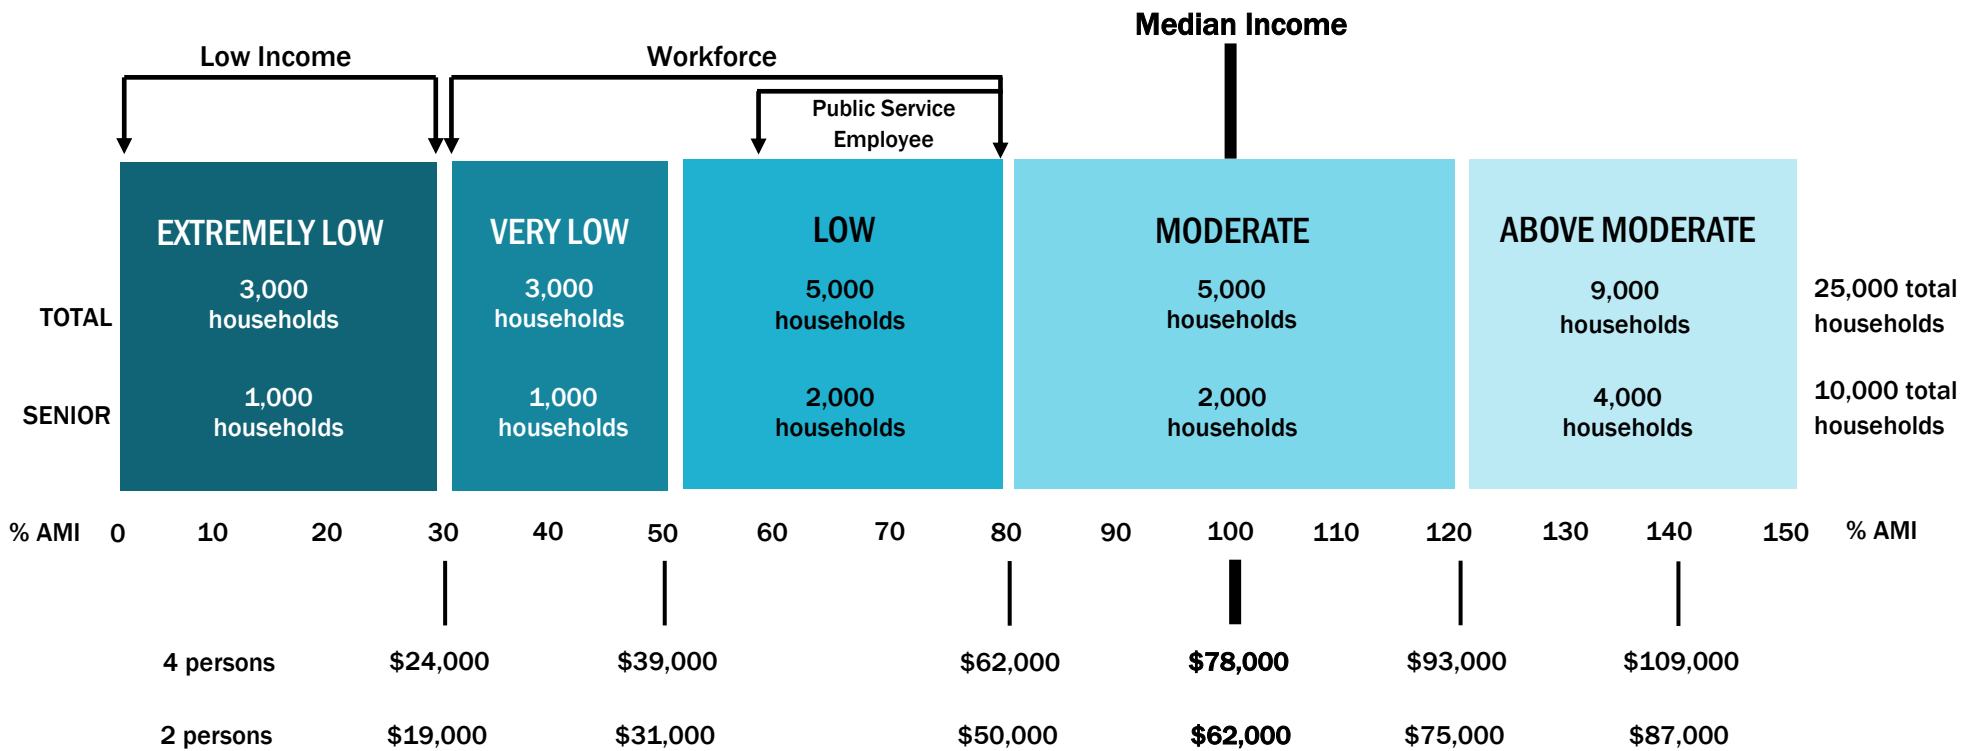 Median Income
Low Income
Workforce
Public Service
Employee
EXTREMELY LOW
VERY LOW
LOW
MODERATE
ABOVE MODERATE
TOTAL
3,000
households
3,000
households
5,000
households
5,000
households
9,000
households
25,000 total
households
SENIOR
1,000
households
1,000
households
2,000
households
2,000
households
4,000
households
10,000 total
households
% AMI 0 10 20 30 40 50 60 70 80 90 100 110 120 130 140 150 % AMI
4 persons $24,000 $39,000 $62,000 $78,000 $93,000 $109,000
2 persons $19,000 $31,000 $50,000 $62,000 $75,000 $87,000